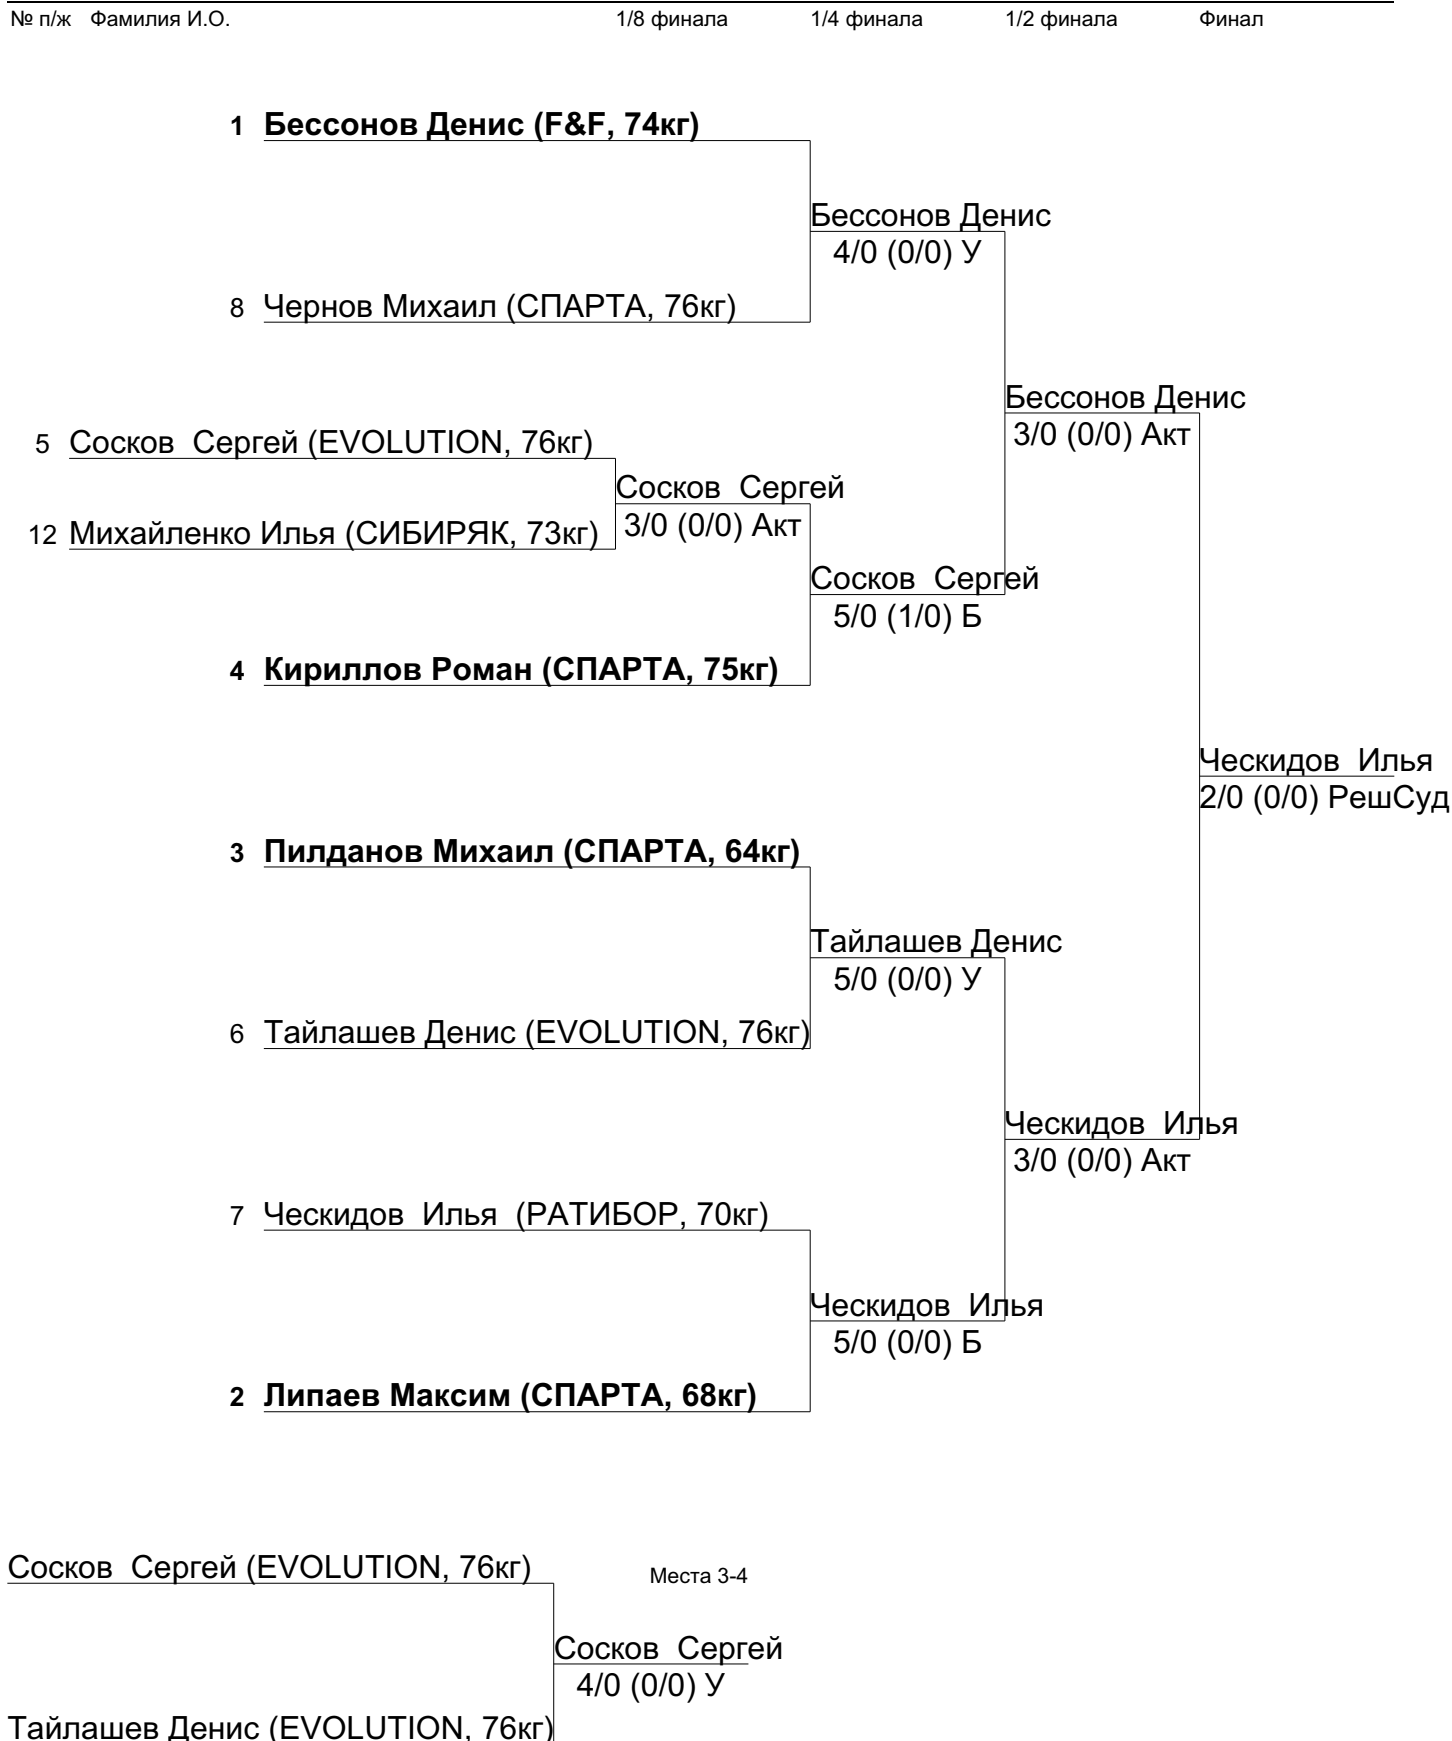 № п/ж Фамилия И.О. 1/8 финала 1/4 финала 1/2 финала Финал
1 Бессонов Денис (F&F, 74кг)
Бессонов Денис
4/0 (0/0) У
8 Чернов Михаил (СПАРТА, 76кг)
Бессонов Денис
3/0 (0/0) Акт
5 Сосков Сергей (EVOLUTION, 76кг)
Сосков Сергей
3/0 (0/0) Акт
12 Михайленко Илья (СИБИРЯК, 73кг)
Сосков Сергей
5/0 (1/0) Б
4 Кириллов Роман (СПАРТА, 75кг)
Ческидов Илья
2/0 (0/0) РешСуд
3 Пилданов Михаил (СПАРТА, 64кг)
Тайлашев Денис
5/0 (0/0) У
6 Тайлашев Денис (EVOLUTION, 76кг)
Ческидов Илья
3/0 (0/0) Акт
7 Ческидов Илья (РАТИБОР, 70кг)
Ческидов Илья
5/0 (0/0) Б
2 Липаев Максим (СПАРТА, 68кг)
Сосков Сергей (EVOLUTION, 76кг)
Места 3-4
Сосков Сергей
4/0 (0/0) У
Тайлашев Денис (EVOLUTION, 76кг)